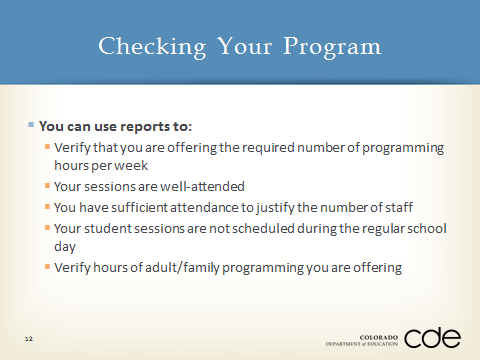 Checking Your Program
You can use reports to:
Verify that you are offering the required number of programming
hours per week
Your sessions are well-attended
You have sufficient attendance to justify the number of staff
Your student sessions are not scheduled during the regular school
day
Verify hours of adult/family programming you are offering
12
COLORADO
DEPARTMENT of EDUCATION
cde